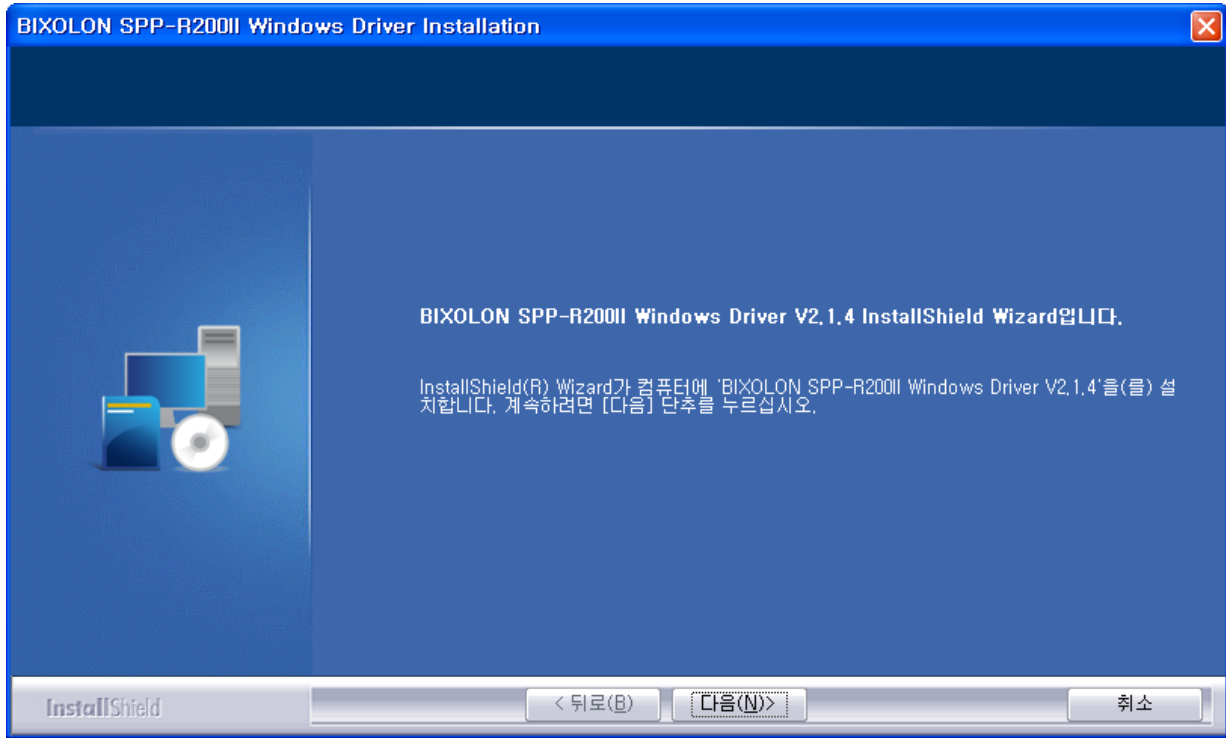 BIXOLON SPP-R200II Windows Driver Installation
BIXOLON SPP-R200II Windows Driver V2.1.4 InstallShield Wizard입니다.
InstallShield(R) Wizard가 컴퓨터에 'BIXOLON SPP-R200II Windows Driver V2.1.4'을(를) 설
치합니다. 계속하려면 [다음] 단추를 누르십시오.
InstallShield
< 뒤로(B)
다음(N)>
취소